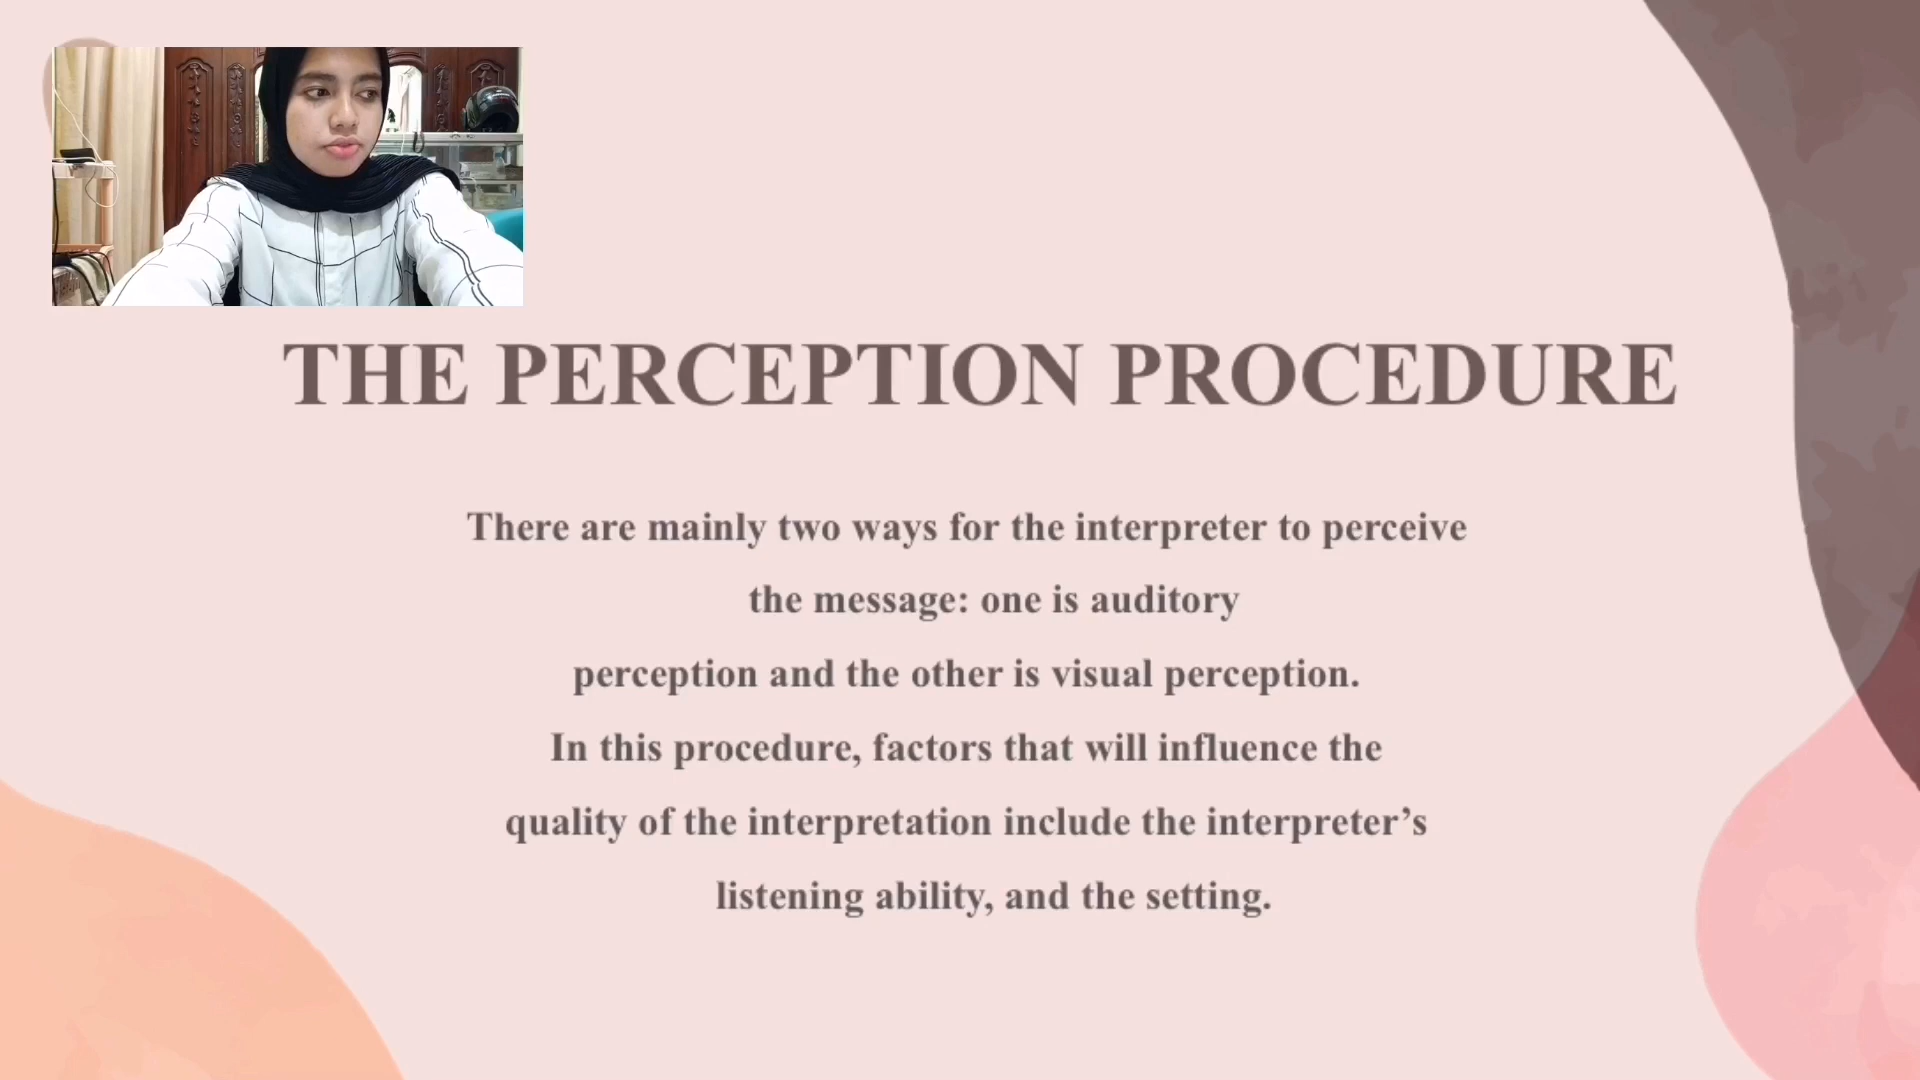 THE PERCEPTION PROCEDURE
There are mainly two ways for the interpreter to perceive
the message: one is auditory
perception and the other is visual perception.
In this procedure, factors that will influence the
quality of the interpretation include the interpreter’s
listening ability, and the setting.